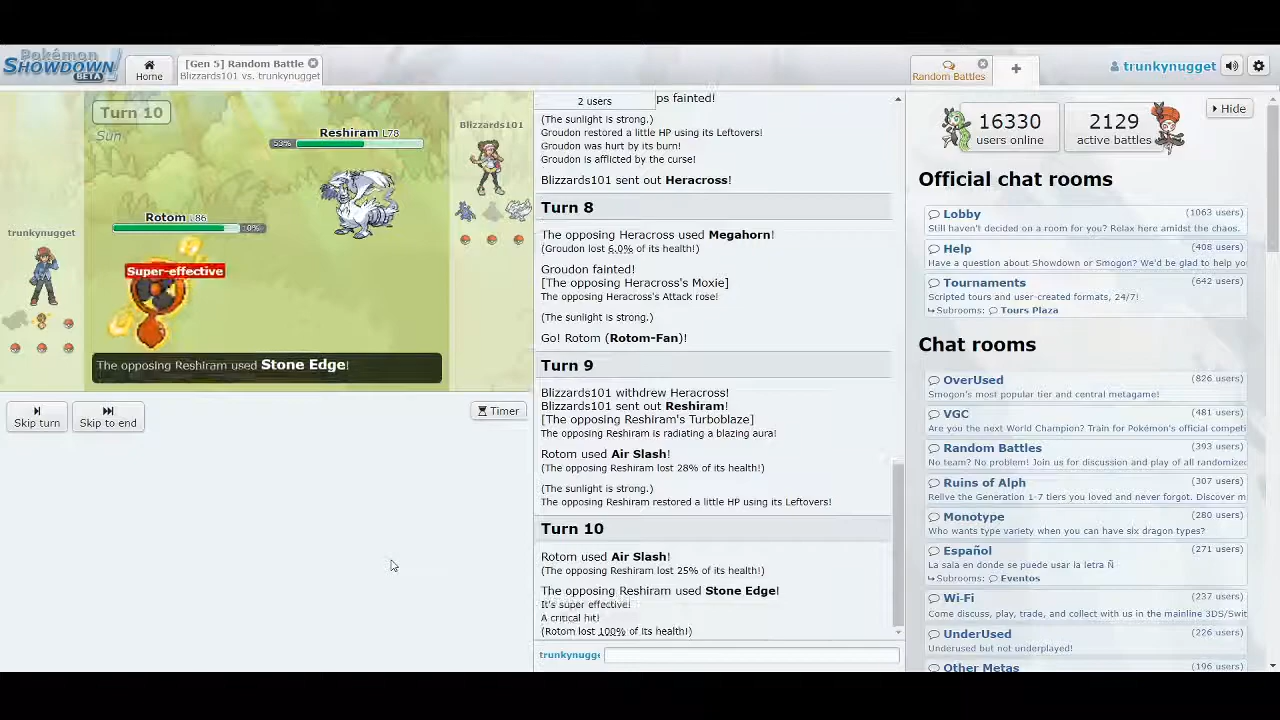 Pokémon
SHOWDOWN!
BETA
Home
[Gen 5] Random Battle
Blizzards101 vs. trunkynugget
Random Battles
trunkynugget
Turn 10
Sun
Reshiram L78
53%
Blizzards101
Rotom L86
trunkynugget
Super-effective
The opposing Reshiram used Stone Edge!
Skip turn
Skip to end
Timer
2 users
ps fainted!
(The sunlight is strong.)
Groudon restored a little HP using its Leftovers!
Groudon was hurt by its burn!
Groudon is afflicted by the curse!
Blizzards101 sent out Heracross!
Turn 8
The opposing Heracross used Megahorn!
(Groudon lost 6.0% of its health!)
Groudon fainted!
[The opposing Heracross's Moxie]
The opposing Heracross's Attack rose!
(The sunlight is strong.)
Go! Rotom (Rotom-Fan)!
Turn 9
Blizzards101 withdrew Heracross!
Blizzards101 sent out Reshiram!
[The opposing Reshiram's Turboblaze]
The opposing Reshiram is radiating a blazing aura!
Rotom used Air Slash!
(The opposing Reshiram lost 28% of its health!)
(The sunlight is strong.)
The opposing Reshiram restored a little HP using its Leftovers!
Turn 10
Rotom used Air Slash!
(The opposing Reshiram lost 25% of its health!)
The opposing Reshiram used Stone Edge!
It's super effective!
A critical hit!
(Rotom lost 100% of its health!)
trunkynugge
Hide
16330
users online
2129
active battles
Official chat rooms
Lobby
(1063 users)
Still haven't decided on a room for you? Relax here amidst the chaos.
Help
(408 users)
Have a question about Showdown or Smogon? We'd be glad to help yo
Tournaments
(642 users)
Scripted tours and user-created formats, 24/7!
Subrooms: Tours Plaza
Chat rooms
OverUsed
(826 users)
Smogon's most popular tier and central metagame!
VGC
(481 users)
Are you the next World Champion? Train for Pokémon's official competi
Random Battles
(393 users)
No team? No problem! Join us for discussion and play of all randomize
Ruins of Alph
(307 users)
Relive the Generation 1-7 tiers you loved and never forgot. Discover m
Monotype
(280 users)
Who wants type variety when you can have six dragon types?
Español
(271 users)
La sala en donde se puede usar la letra Ñ
Subrooms: Eventos
Wi-Fi
(237 users)
Come discuss, play, trade, and collect with us in the mainline 3DS/Swit
UnderUsed
(226 users)
Underused but not underplayed!
Other Metas
(196 users)